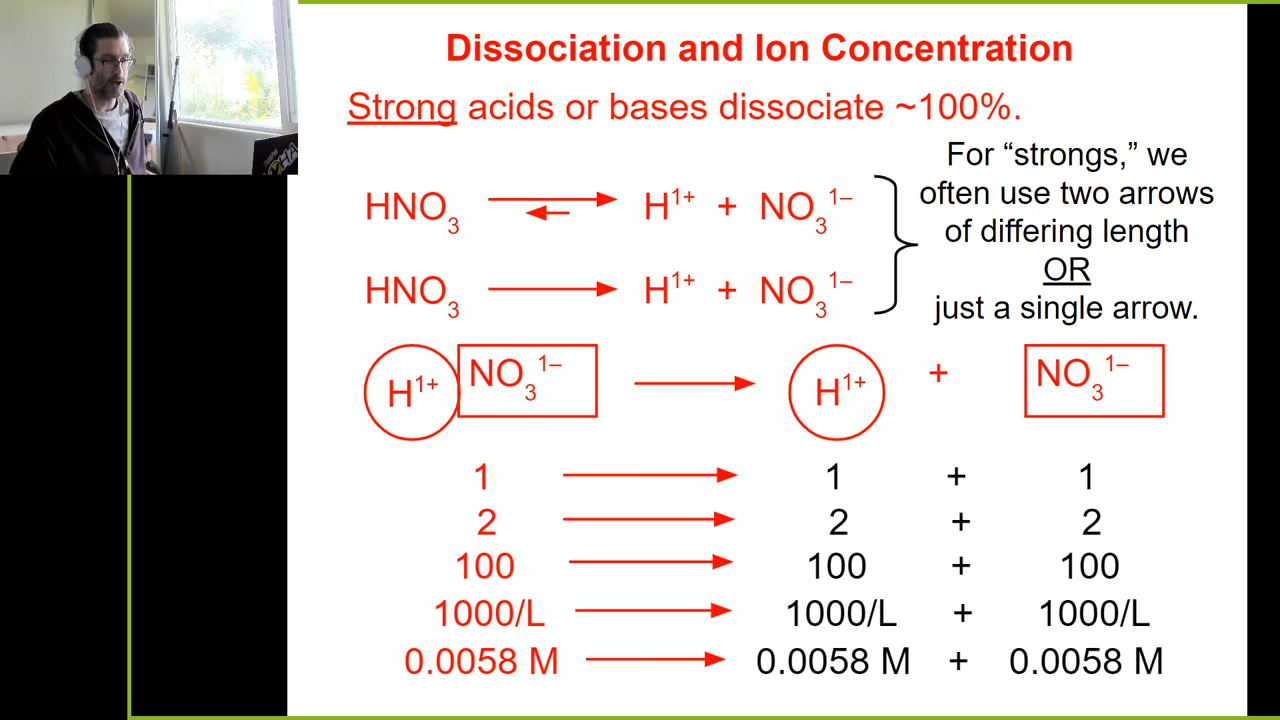 Dissociation and Ion Concentration
Strong acids or bases dissociate ~100%.
For “strongs,” we
often use two arrows
of differing length
OR
just a single arrow.
HNO₃ H¹⁺ + NO₃¹⁻
HNO₃ H¹⁺ + NO₃¹⁻
H¹⁺ NO₃¹⁻ H¹⁺ + NO₃¹⁻
1 1 + 1
2 2 + 2
100 100 + 100
1000/L 1000/L + 1000/L
0.0058 M 0.0058 M + 0.0058 M